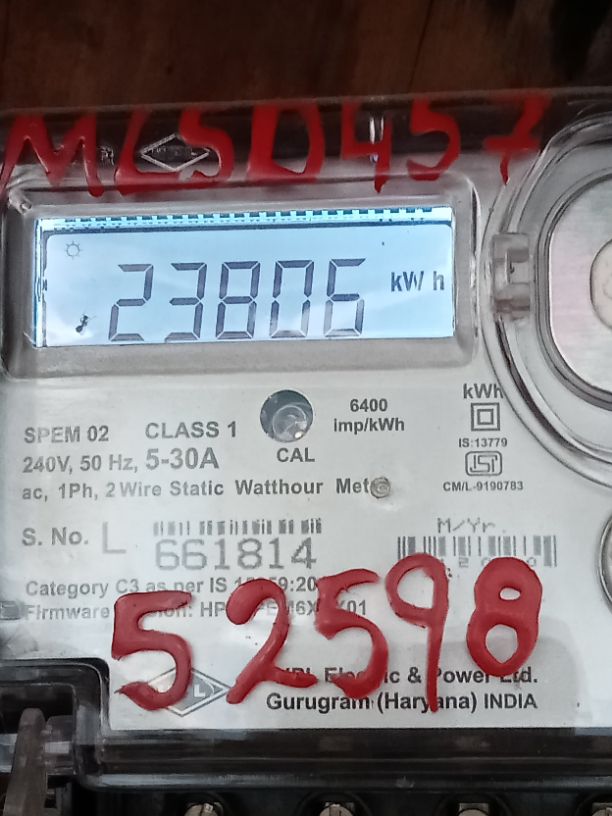 MLSD457
23806 kWh
SPEM 02 CLASS 1
6400
imp/kWh
kWh
240V, 50 Hz, 5-30A
CAL
IS:13779
ac, 1Ph, 2 Wire Static Watthour
CM/L-9190783
S. No. L 661814
M/Yr.
Category C3 as per IS
Firmware
52598
Electric & Power Ltd.
Gurugram (Haryana) INDIA